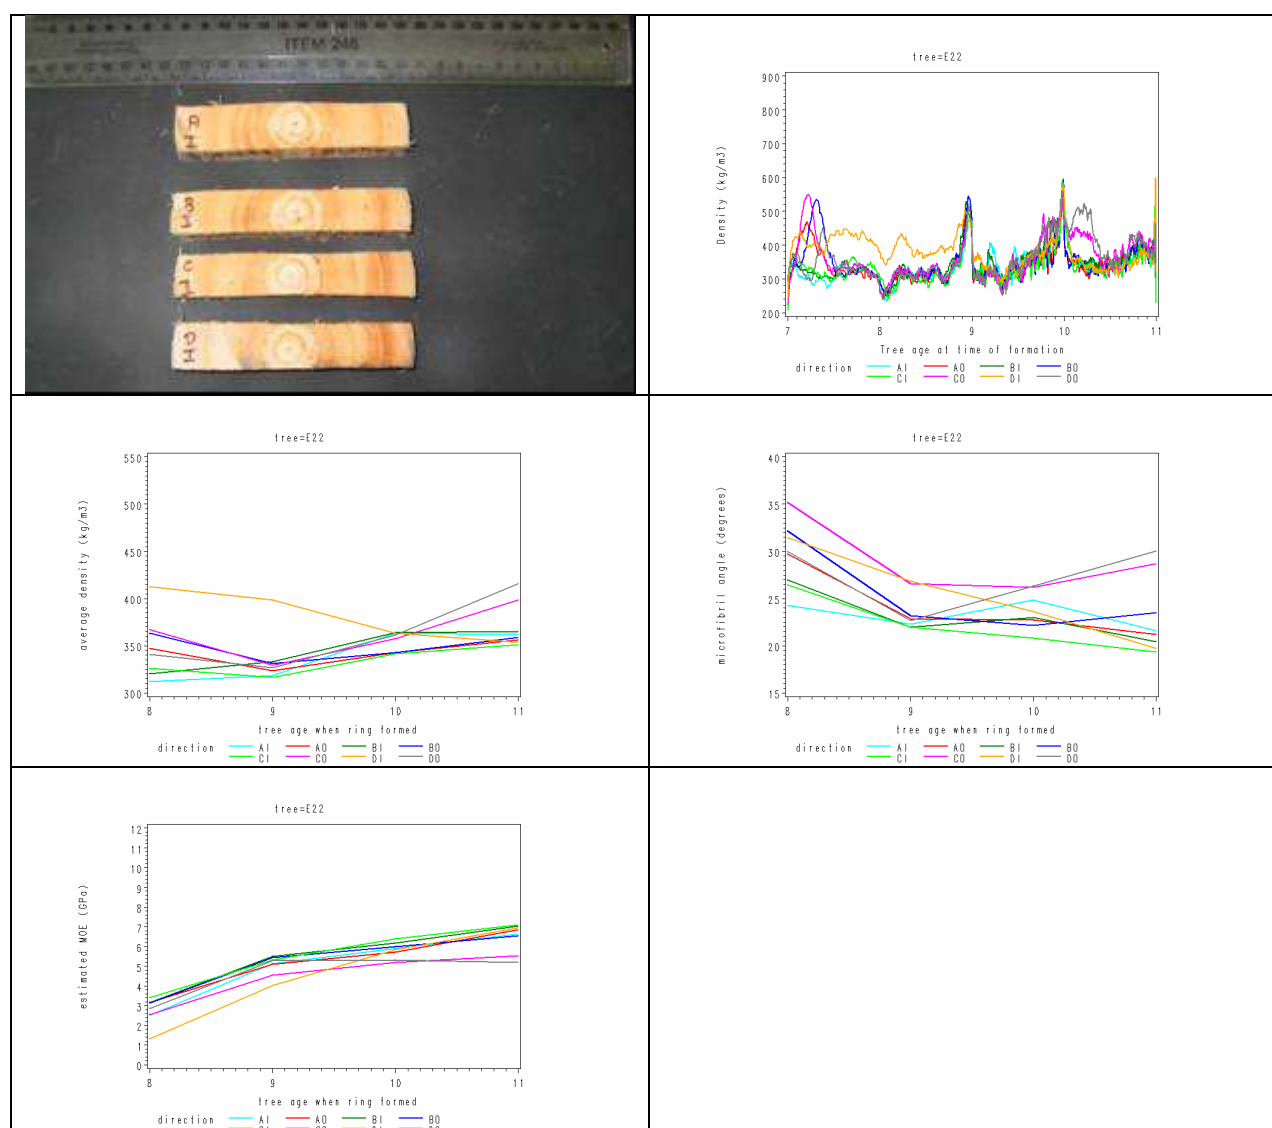 ITEM 246
A
I
B
I
C
I
D
I
tree=E22
Density (kg/m3)
900
800
700
600
500
400
300
200
7 8 9 10 11
Tree age at time of formation
direction AI AO BI BO
CI CO DI DO
tree=E22
average density (kg/m3)
550
500
450
400
350
300
8 9 10 11
tree age when ring formed
direction AI AO BI BO
CI CO DI DO
tree=E22
microfibril angle (degrees)
40
35
30
25
20
15
8 9 10 11
tree age when ring formed
direction AI AO BI BO
CI CO DI DO
tree=E22
estimated MOE (GPa)
12
11
10
9
8
7
6
5
4
3
2
1
0
8 9 10 11
tree age when ring formed
direction AI AO BI BO